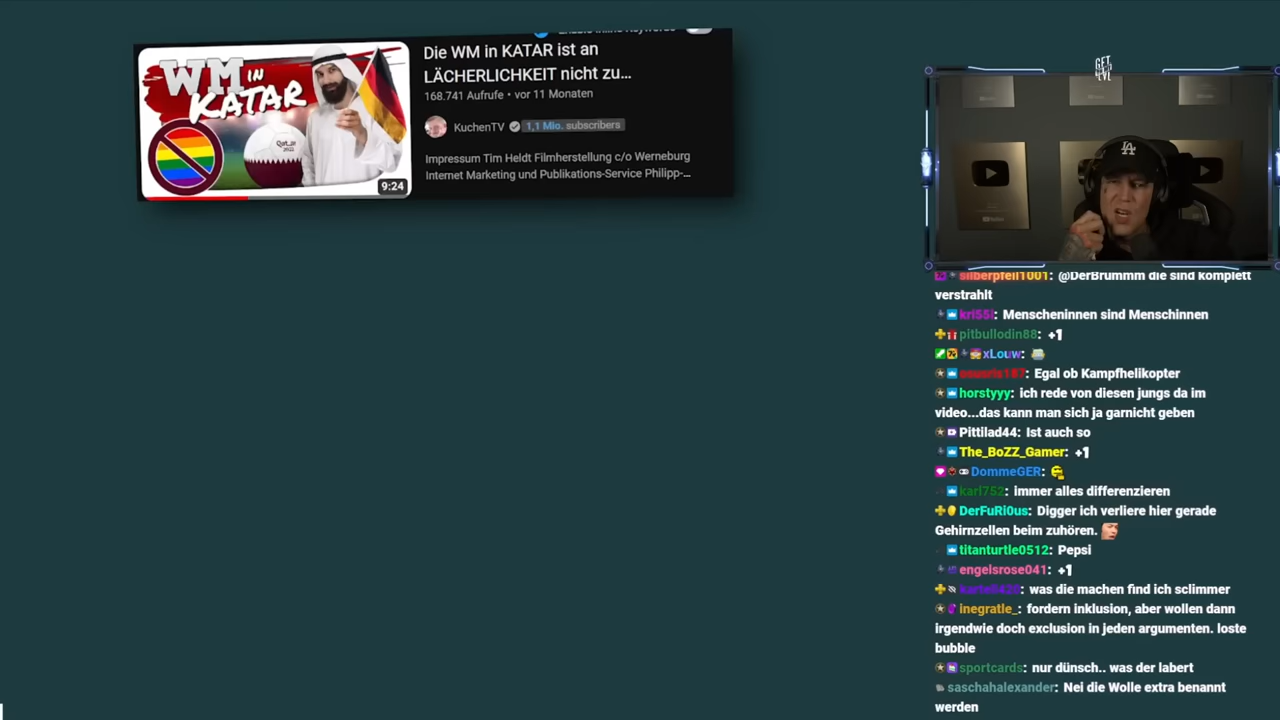 WM IN
KATAR
Qat_ar
2022
9:24
Die WM in KATAR ist an
LÄCHERLICHKEIT nicht zu...
168.741 Aufrufe • vor 11 Monaten
KuchenTV 1,1 Mio. subscribers
Impressum Tim Heldt Filmherstellung c/o Werneburg
Internet Marketing und Publikations-Service Philipp-...
GET
LVL
LA
silberpfeil1001: @DerBrummm die sind komplett
verstrahlt
kri55i: Menscheninnen sind Menschinnen
pitbullodin88: +1
xLouw:
Egal ob Kampfhelikopter
horstyyy: ich rede von diesen jungs da im
video...das kann man sich ja garnicht geben
Pittilad44: Ist auch so
The_BoZZ_Gamer: +1
DommeGER:
karl752: immer alles differenzieren
DerFuRi0us: Digger ich verliere hier gerade
Gehirnzellen beim zuhören.
titanturtle0512: Pepsi
engelsrose041: +1
was die machen find ich sclimmer
inegratle_: fordern inklusion, aber wollen dann
irgendwie doch exclusion in jeden argumenten. loste
bubble
sportcards: nur dünsch.. was der labert
saschahalexander: Nei die Wolle extra benannt
werden